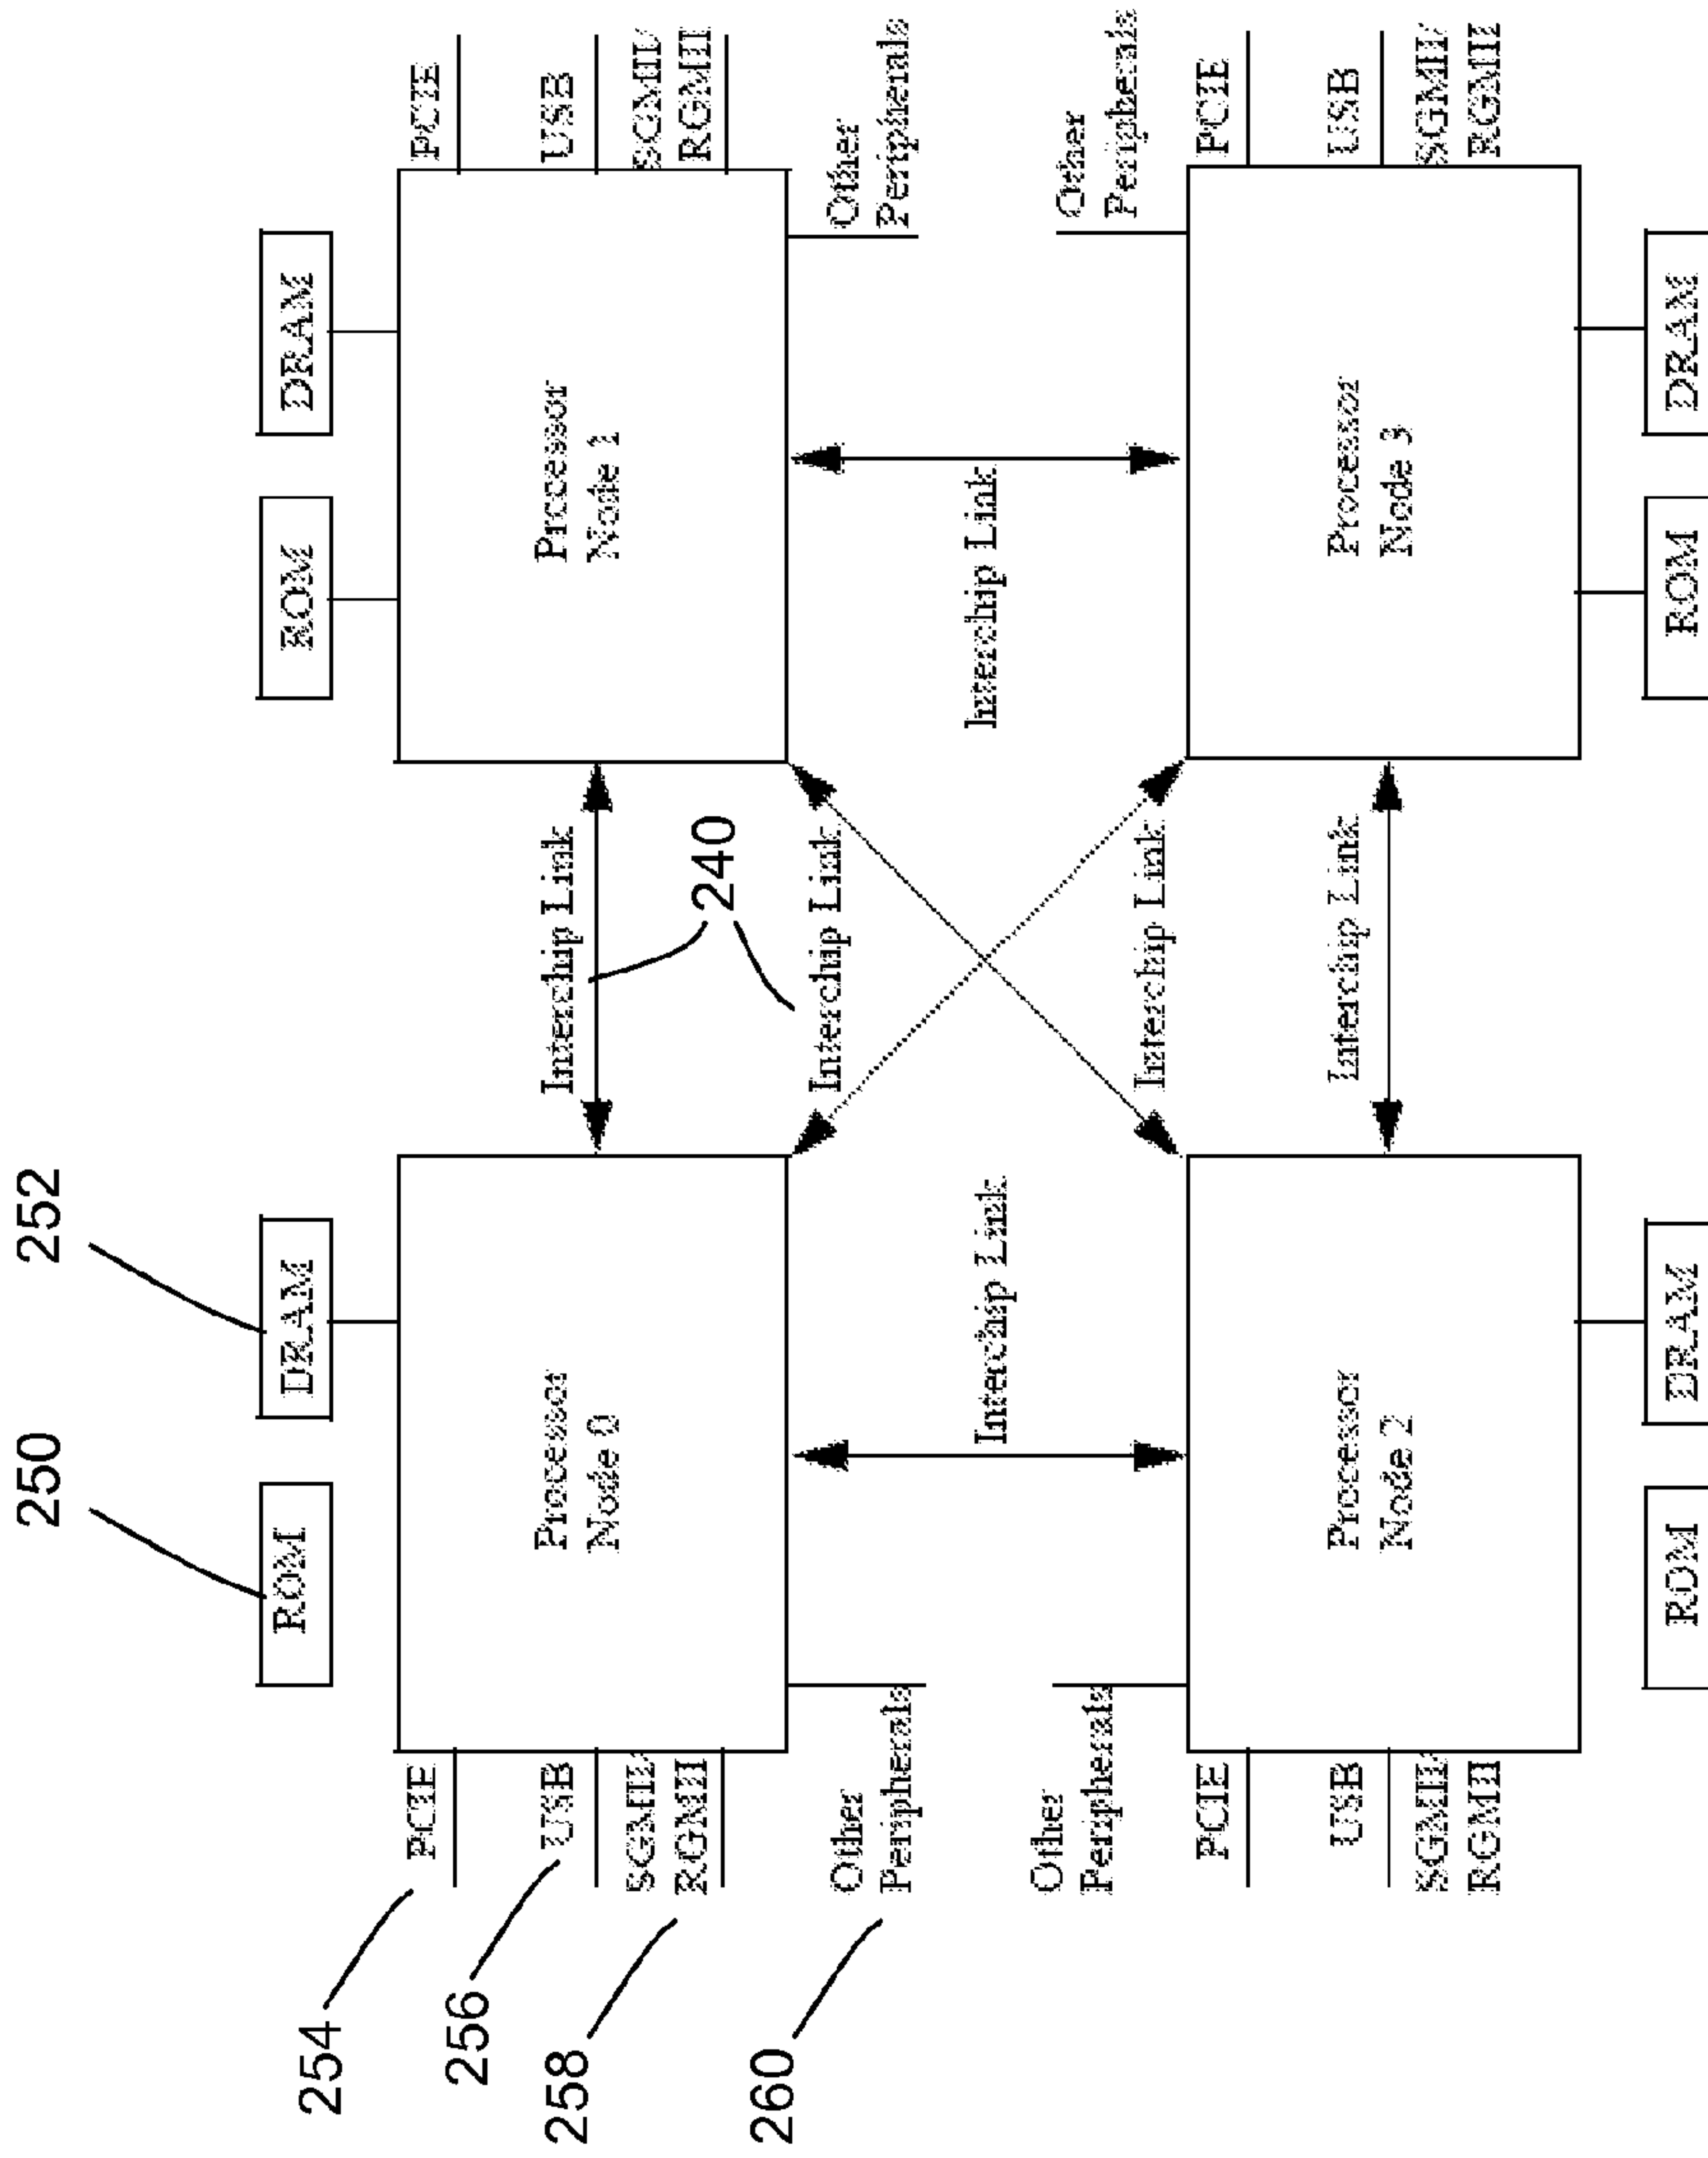 250
252
ROM
DRAM
ROM
DRAM
254
PCIE
PCIE
256
USB
Processor
Node 0
Interchip Link
Processor
Node 1
USB
258
SGMII/
RGMII
240
SGMII/
RGMII
260
Other
Peripherals
Interchip Link
Other
Peripherals
Interchip Link
Interchip Link
Other
Peripherals
Interchip Link
Other
Peripherals
PCIE
PCIE
USB
Processor
Node 2
Interchip Link
Processor
Node 3
USB
SGMII/
RGMII
SGMII/
RGMII
ROM
DRAM
ROM
DRAM